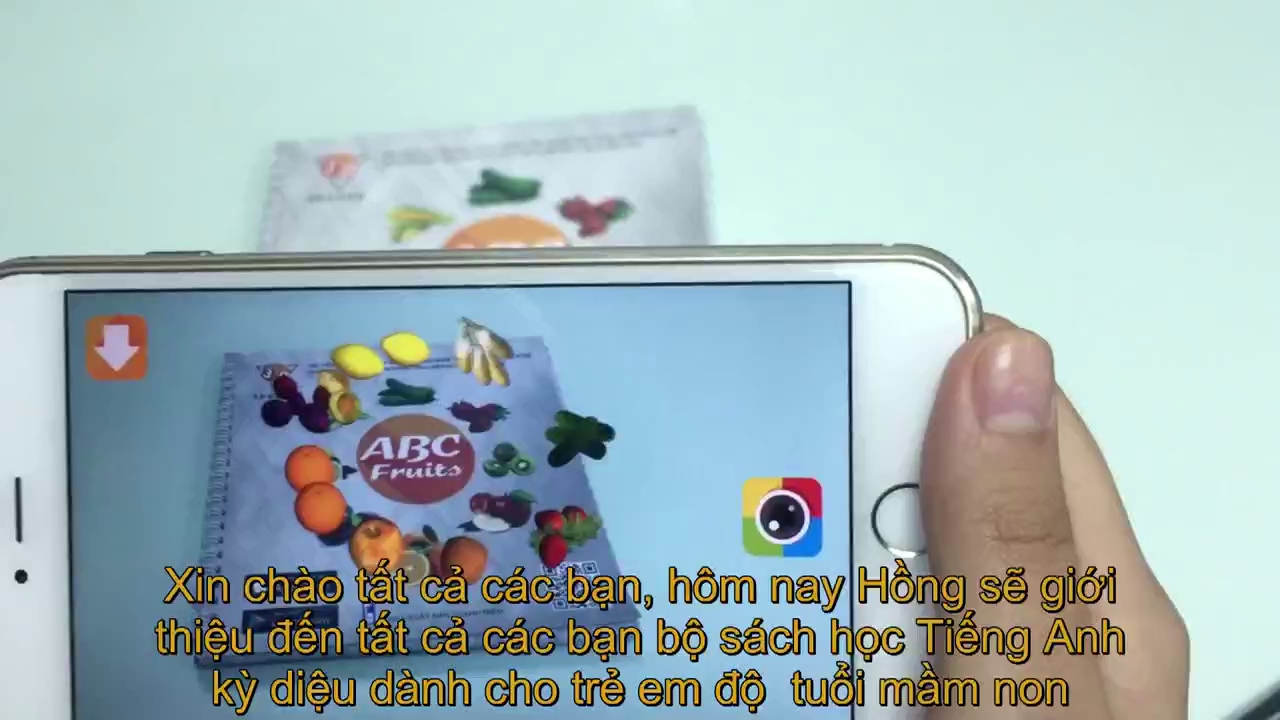 ABC
Fruits
Xin chào tất cả các bạn, hôm nay Hồng sẽ giới
thiệu đến tất cả các bạn bộ sách học Tiếng Anh
kỳ diệu dành cho trẻ em độ  tuổi mầm non